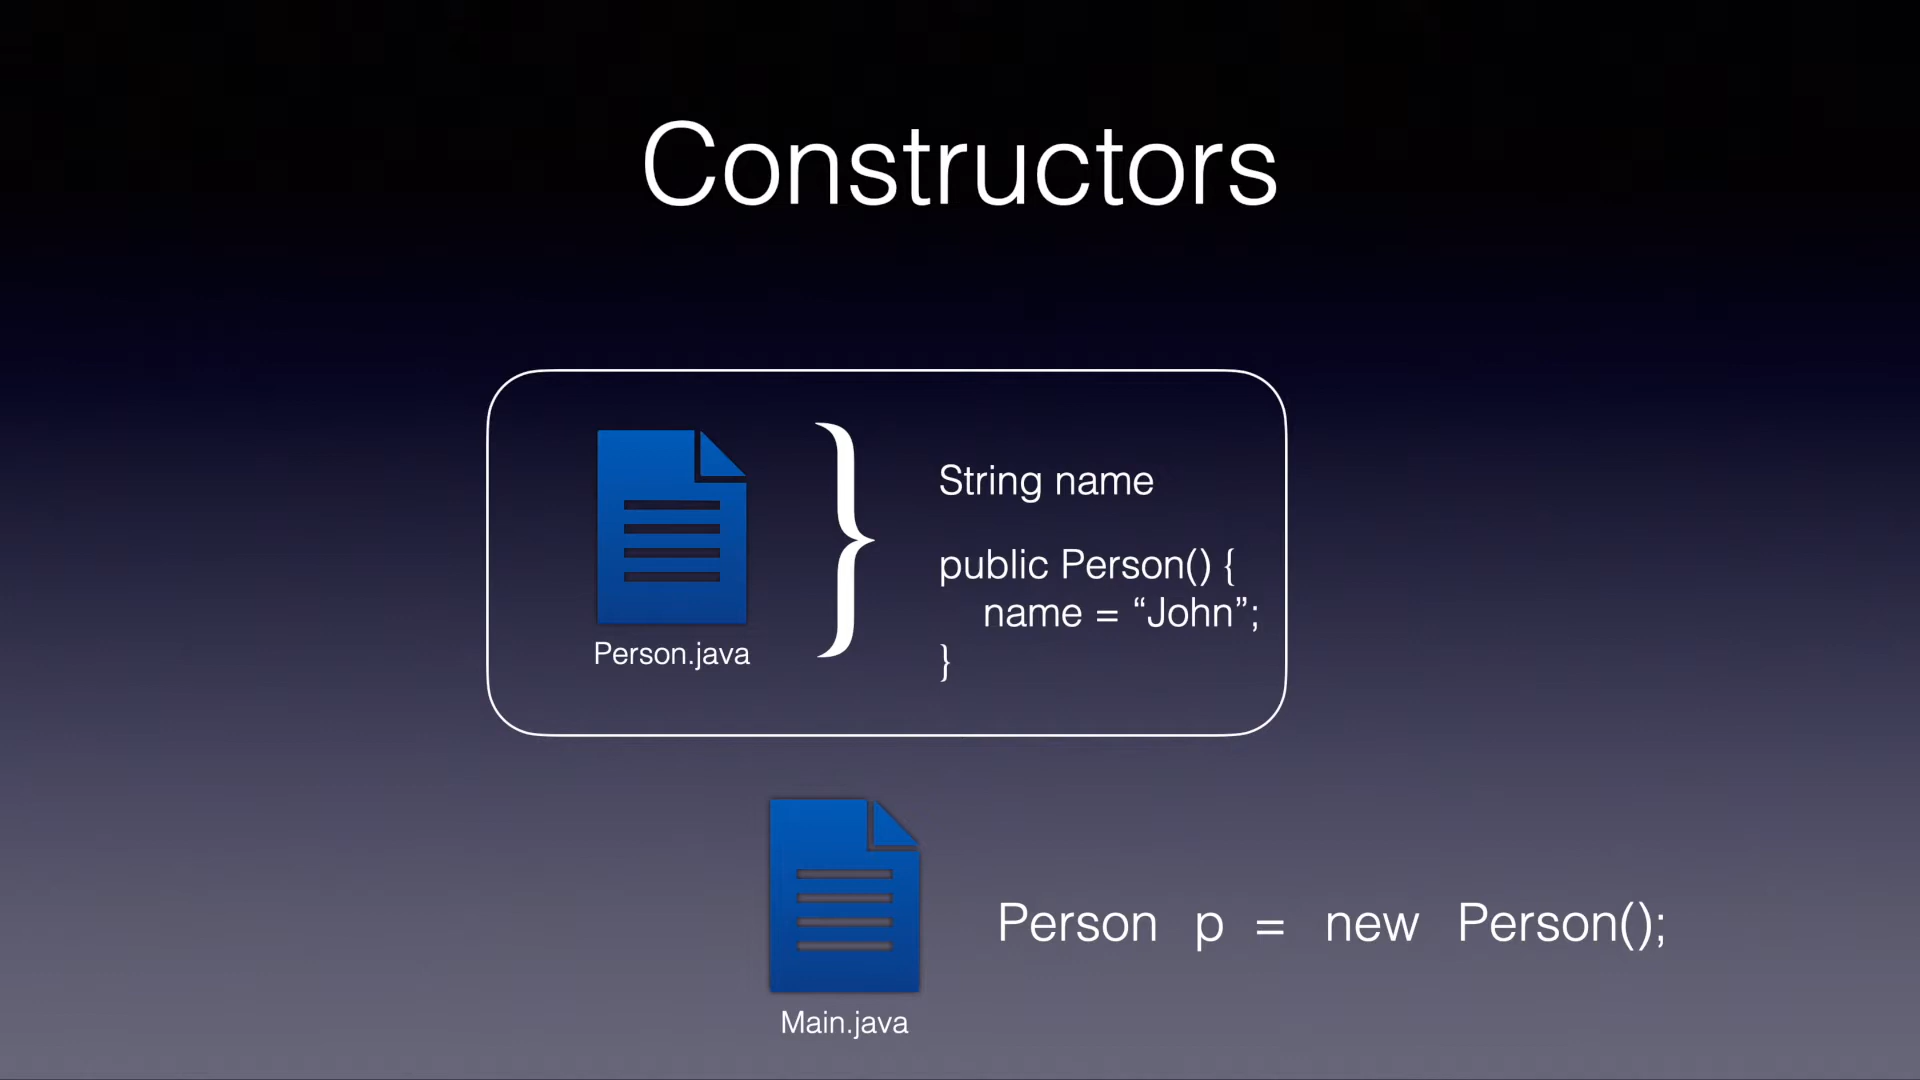 Constructors
String name
public Person() {
name = “John”;
}
Person.java
Person p = new Person();
Main.java